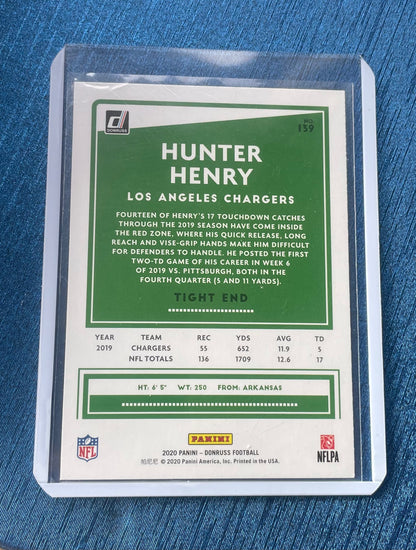 DONRUSS
NO.
159
HUNTER
HENRY
LOS ANGELES CHARGERS
FOURTEEN OF HENRY'S 17 TOUCHDOWN CATCHES
THROUGH THE 2019 SEASON HAVE COME INSIDE
THE RED ZONE, WHERE HIS QUICK RELEASE, LONG
REACH AND VISE-GRIP HANDS MAKE HIM DIFFICULT
FOR DEFENDERS TO HANDLE. HE POSTED THE FIRST
TWO-TD GAME OF HIS CAREER IN WEEK 6
OF 2019 VS. PITTSBURGH, BOTH IN THE
FOURTH QUARTER (5 AND 11 YARDS).
TIGHT END
YEAR TEAM REC YDS AVG TD
2019 CHARGERS 55 652 11.9 5
NFL TOTALS 136 1709 12.6 17
HT: 6' 5" WT: 250 FROM: ARKANSAS
NFL
PANINI
NFLPA
2020 PANINI – DONRUSS FOOTBALL
帕尼尼 © 2020 Panini America, Inc. Printed in the USA.